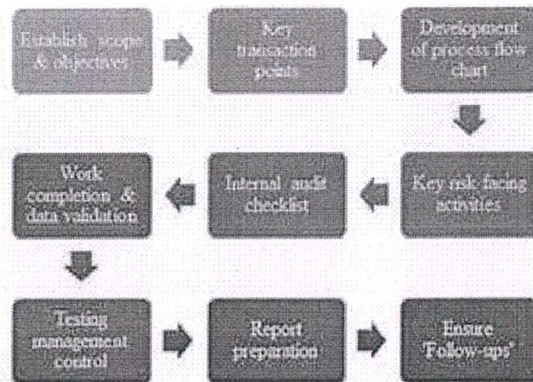 Establish scope
& objectives
Key
transaction
points
Development
of process flow
chart
Key risk facing
activities
Internal audit
checklist
Work
completion &
data validation
Testing
management
control
Report
preparation
Ensure
'Follow-ups'